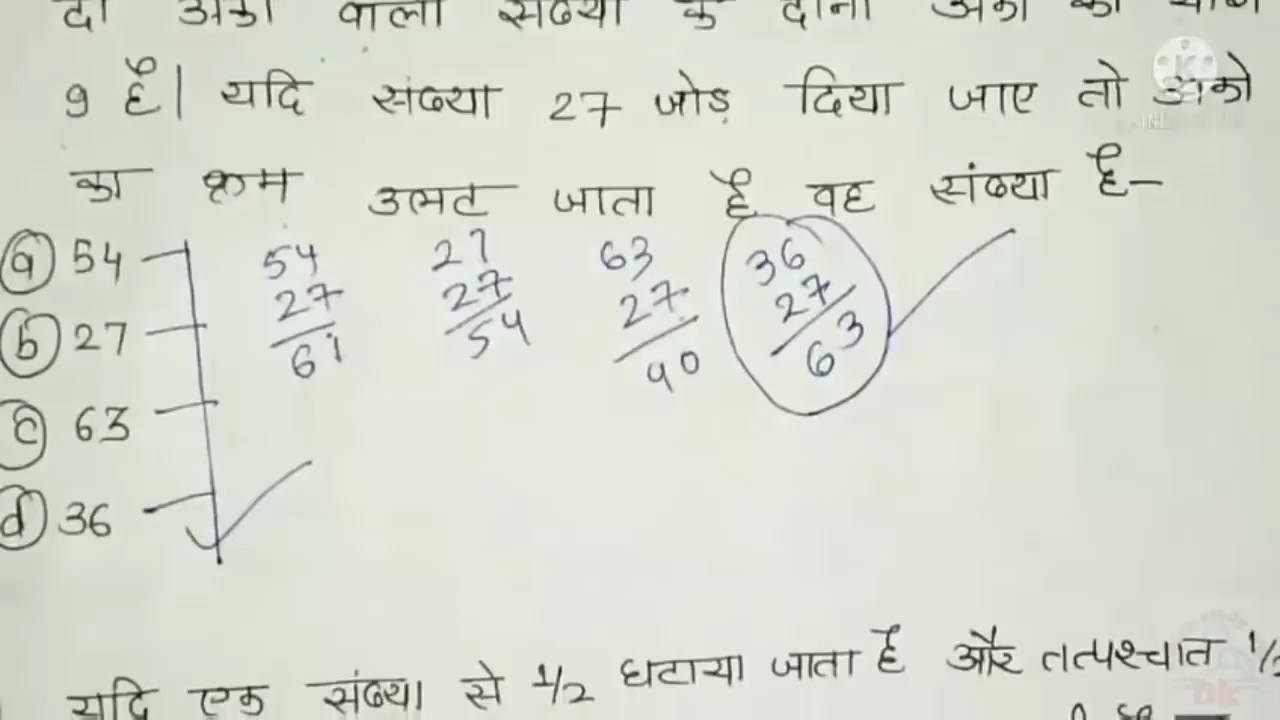 दो अंको वाली संख्या के दोनो अंको का योग
9 है। यदि संख्या 27 जोड़ दिया जाए तो अंको
का क्रम उलट जाता है वह संख्या है–
(a) 54
(b) 27
(c) 63
(d) 36
54
27
61
27
27
54
63
27
90
36
27
63
यदि एक संख्या से 1/2 घटाया जाता है और तत्पश्चात 1/2